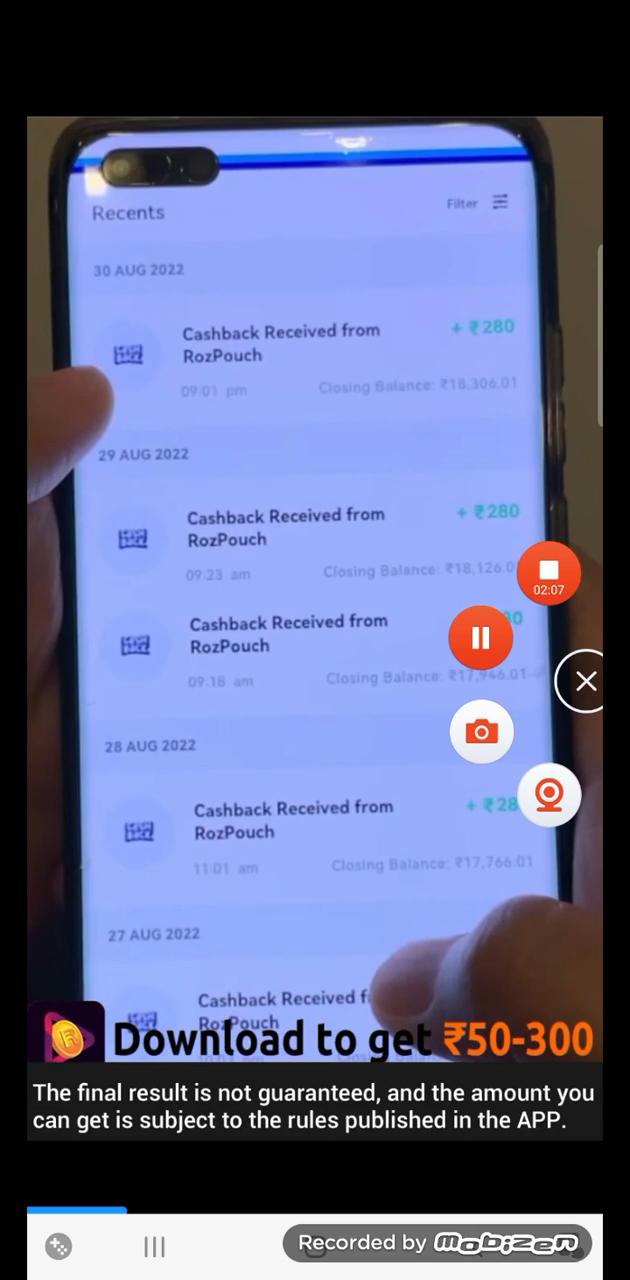 Recents
Filter
30 AUG 2022
Cashback Received from
RozPouch
+ ₹280
09:01 pm
Closing Balance: ₹18,306.01
29 AUG 2022
Cashback Received from
RozPouch
+ ₹280
09:23 am
Closing Balance: ₹18,126.0
02:07
Cashback Received from
RozPouch
09:18 am
Closing Balance: ₹17,946.01
28 AUG 2022
Cashback Received from
RozPouch
+ ₹28
11:01 am
Closing Balance: ₹17,766.01
27 AUG 2022
Cashback Received f
RozPouch
Download to get ₹50-300
The final result is not guaranteed, and the amount you
can get is subject to the rules published in the APP.
Recorded by mobizen